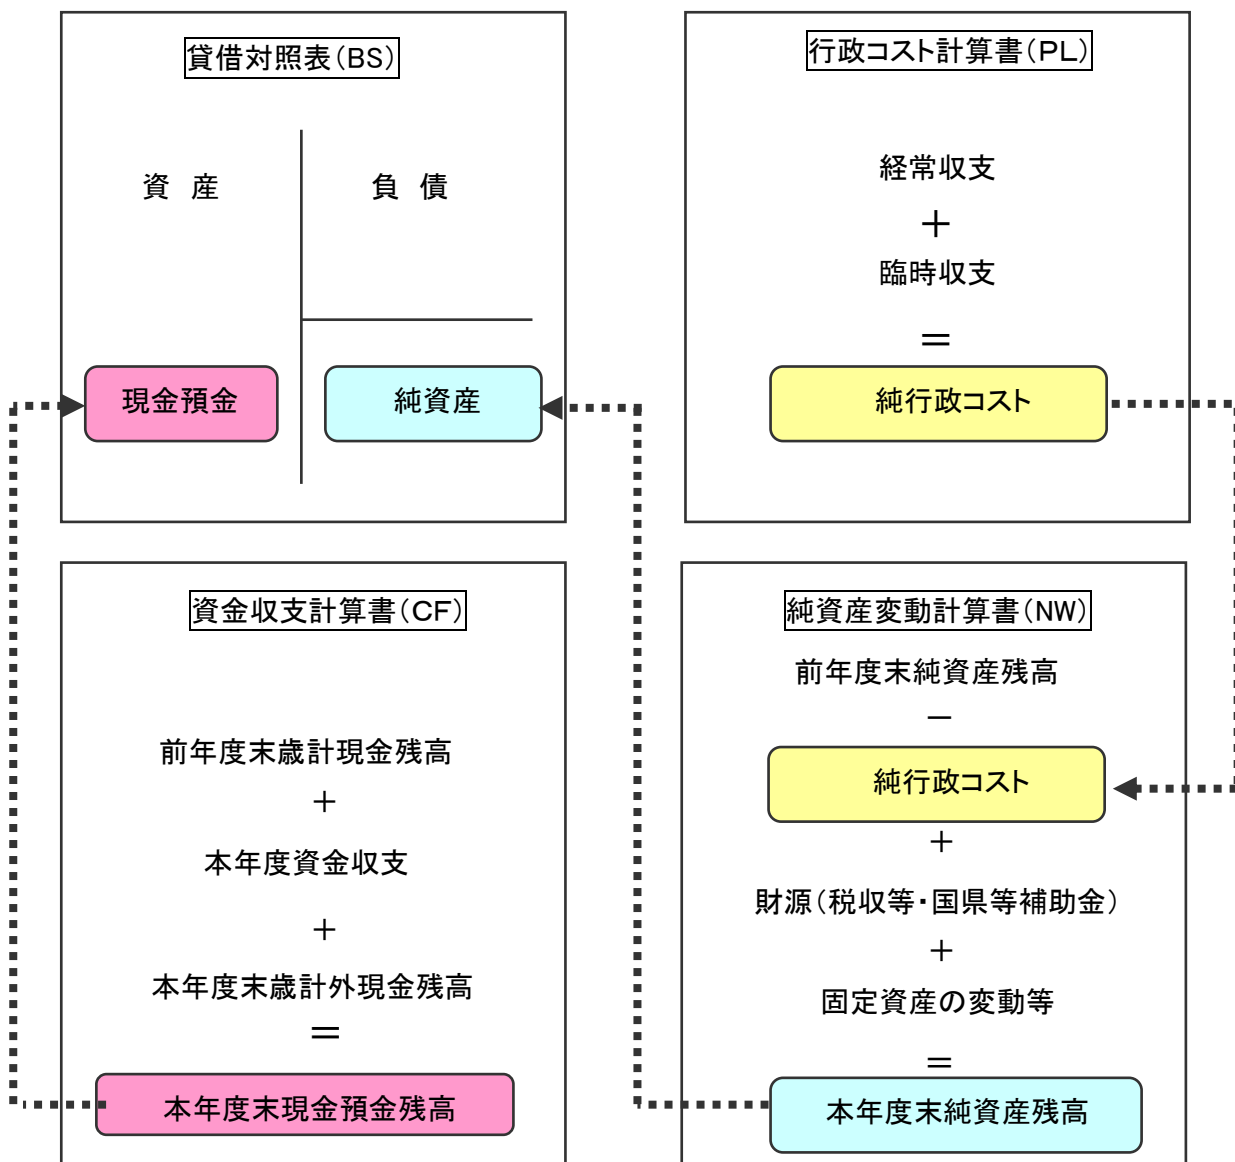 貸借対照表(BS)
資 産
負 債
現金預金
純資産
行政コスト計算書(PL)
経常収支
＋
臨時収支
＝
純行政コスト
資金収支計算書(CF)
前年度末歳計現金残高
＋
本年度資金収支
＋
本年度末歳計外現金残高
＝
本年度末現金預金残高
純資産変動計算書(NW)
前年度末純資産残高
－
純行政コスト
＋
財源(税収等・国県等補助金)
＋
固定資産の変動等
＝
本年度末純資産残高